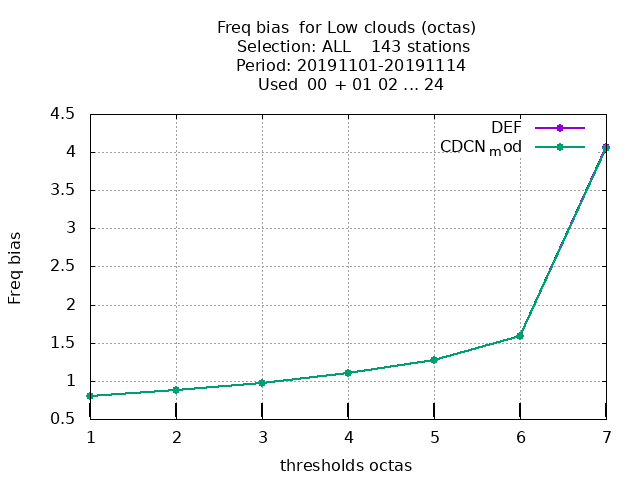 Freq bias  for Low clouds (octas)
Selection: ALL    143 stations
Period: 20191101-20191114
Used  00  + 01 02 ... 24
DEF
CDCNmod
4.5
4
3.5
3
2.5
2
1.5
1
0.5
Freq bias
1 2 3 4 5 6 7
thresholds octas